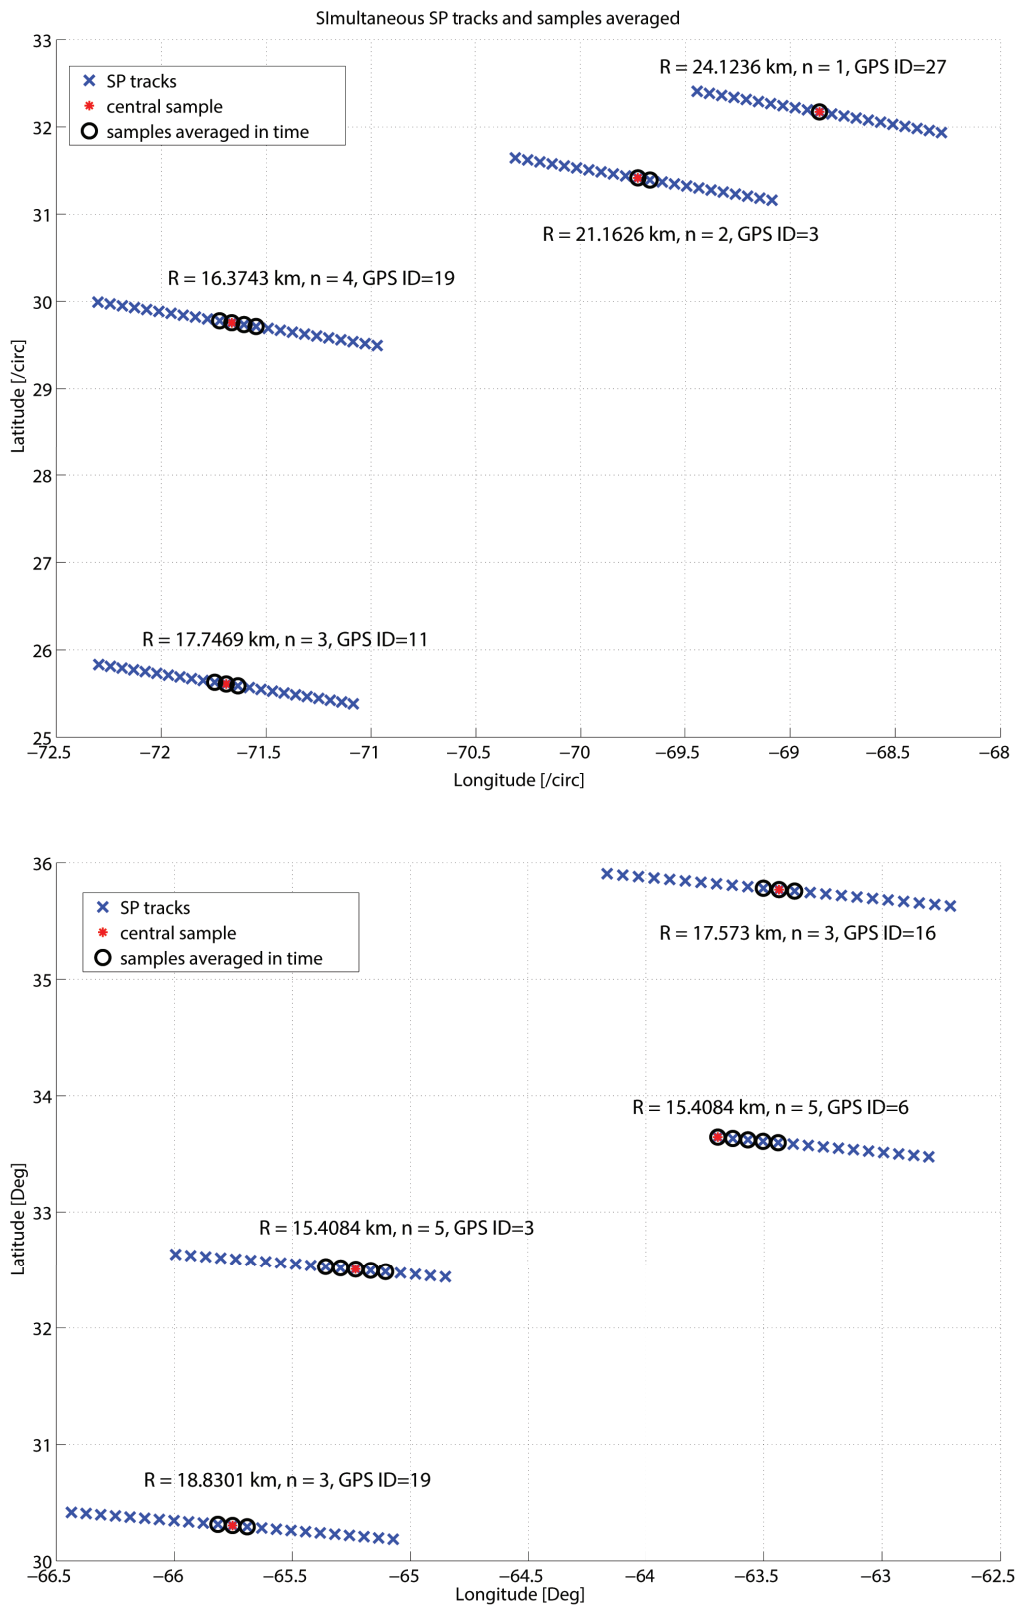 SImultaneous SP tracks and samples averaged
33
SP tracks
central sample
samples averaged in time
R = 24.1236 km, n = 1, GPS ID=27
32
31
R = 21.1626 km, n = 2, GPS ID=3
R = 16.3743 km, n = 4, GPS ID=19
30
Latitude [/circ]
29
28
27
R = 17.7469 km, n = 3, GPS ID=11
26
25
−72.5 −72 −71.5 −71 −70.5 −70 −69.5 −69 −68.5 −68
Longitude [/circ]
36
SP tracks
central sample
samples averaged in time
R = 17.573 km, n = 3, GPS ID=16
35
34
R = 15.4084 km, n = 5, GPS ID=6
Latitude [Deg]
33
R = 15.4084 km, n = 5, GPS ID=3
32
31
R = 18.8301 km, n = 3, GPS ID=19
30
−66.5 −66 −65.5 −65 −64.5 −64 −63.5 −63 −62.5
Longitude [Deg]